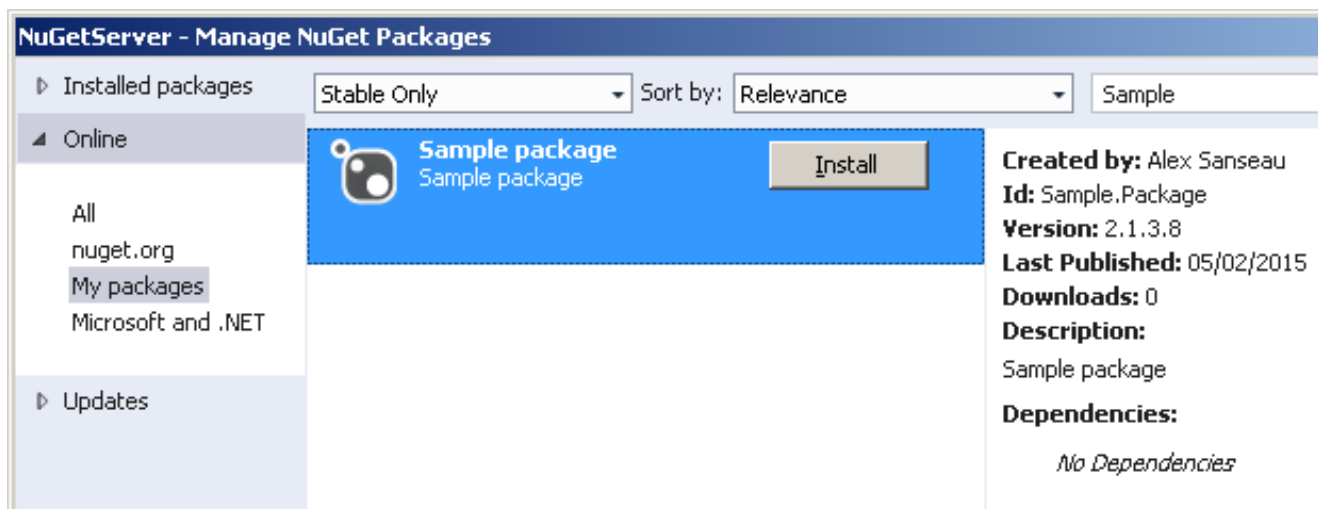 NuGetServer - Manage NuGet Packages
Installed packages
Stable Only
Sort by:
Relevance
Sample
Online
All
nuget.org
My packages
Microsoft and .NET
Updates
Sample package
Sample package
Install
Created by: Alex Sanseau
Id: Sample.Package
Version: 2.1.3.8
Last Published: 05/02/2015
Downloads: 0
Description:
Sample package
Dependencies:
No Dependencies